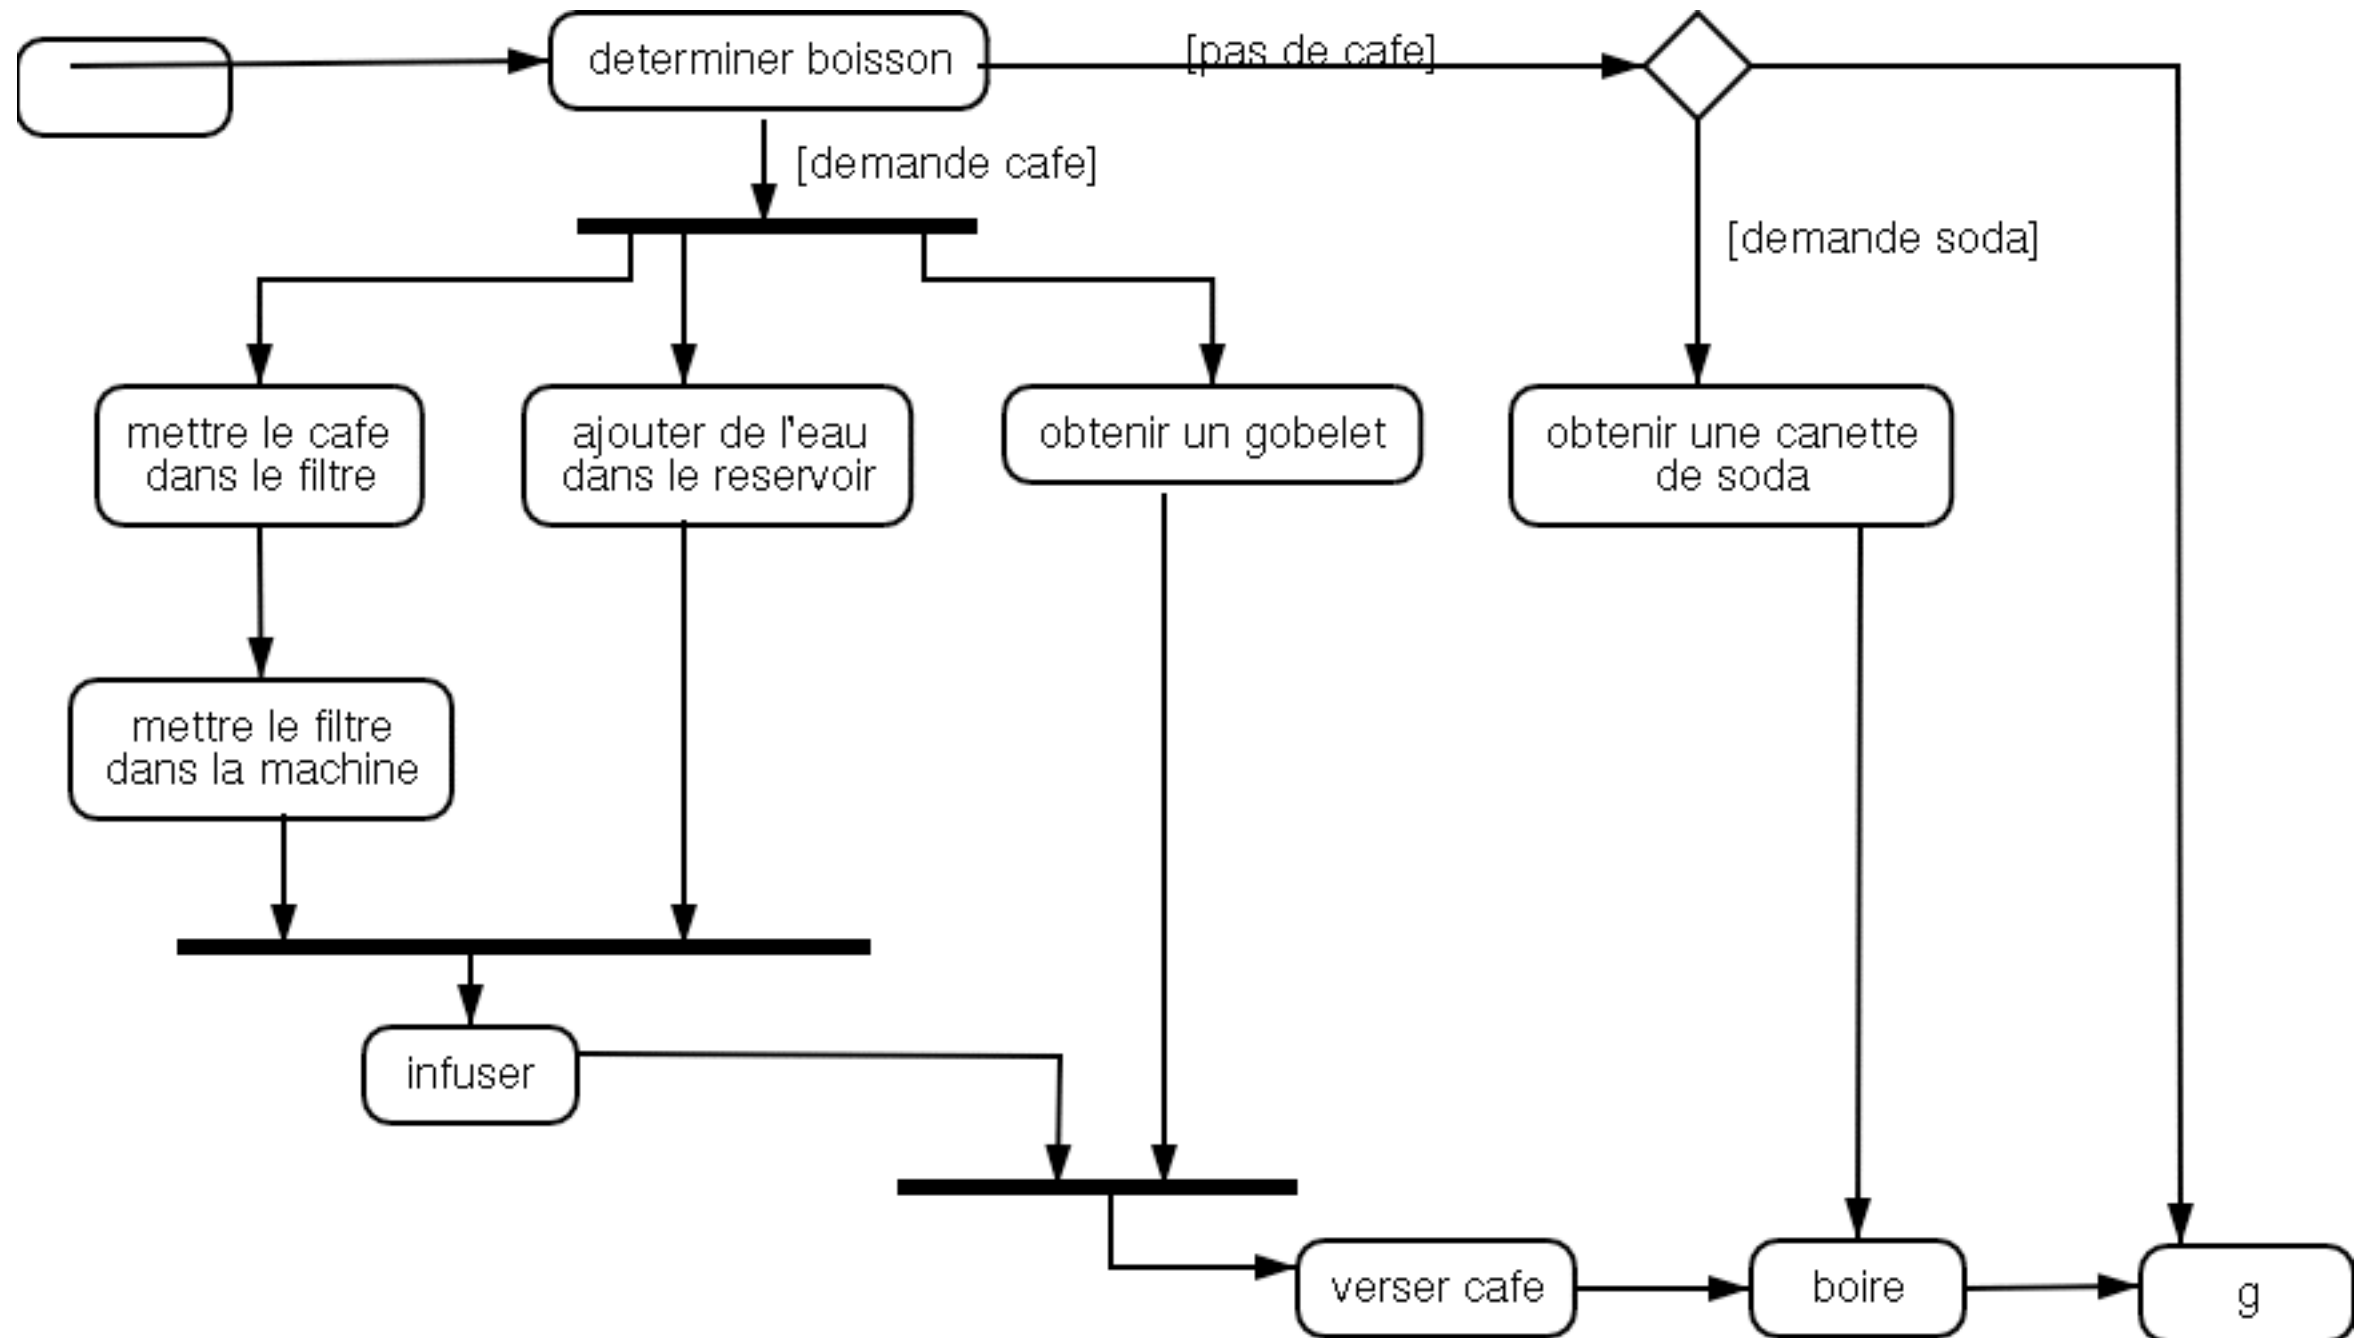 determiner boisson
[pas de cafe]
[demande cafe]
[demande soda]
mettre le cafe
dans le filtre
ajouter de l'eau
dans le reservoir
obtenir un gobelet
obtenir une canette
de soda
mettre le filtre
dans la machine
infuser
verser cafe
boire
g